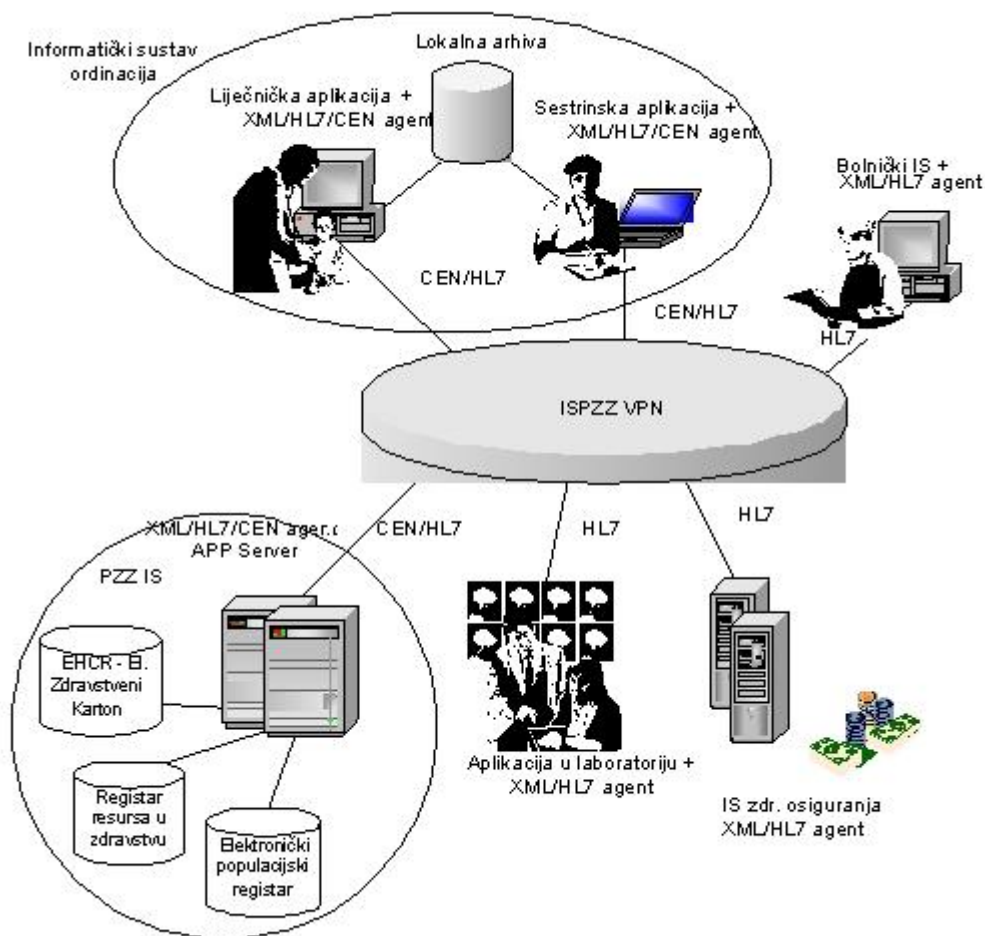 Informatički sustav
ordinacija
Lokalna arhiva
Liječnička aplikacija +
XML/HL7/CEN agent
Sestrinska aplikacija +
XML/HL7/CEN agent
Bolnički IS +
XML/HL7 agent
CEN/HL7
CEN/HL7
HL7
ISPZZ VPN
XML/HL7/CEN
APP Server
CEN/HL7
HL7
HL7
PZZ IS
EHCR - El.
Zdravstveni
Karton
Registar
resursa u
zdravstvu
Elektronički
populacijski
registar
Aplikacija u laboratoriju +
XML/HL7 agent
IS zdr. osiguranja
XML/HL7 agent